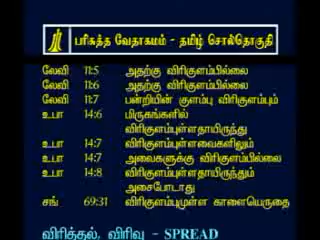 பரிசுத்த வேதாகமம் - தமிழ் சொல்தொகுதி
லேவி 11:5 அதற்கு விரிகுளம்பில்லை
லேவி 11:6 அதற்கு விரிகுளம்பில்லை
லேவி 11:7 பன்றியின் குளம்பு விரிகுளம்பும்
உபா 14:6 மிருகங்களில்
விரிகுளம்புள்ளதாயிருந்து
உபா 14:7 விரிகுளம்புள்ளவைகளிலும்
உபா 14:7 அவைகளுக்கு விரிகுளம்பில்லை
உபா 14:8 விரிகுளம்புள்ளதாயிருந்தும்
அசைபோடாது
சங் 69:31 விரிகுளம்புமுள்ள காளையெருதை
விரித்தல், விரிவு - SPREAD